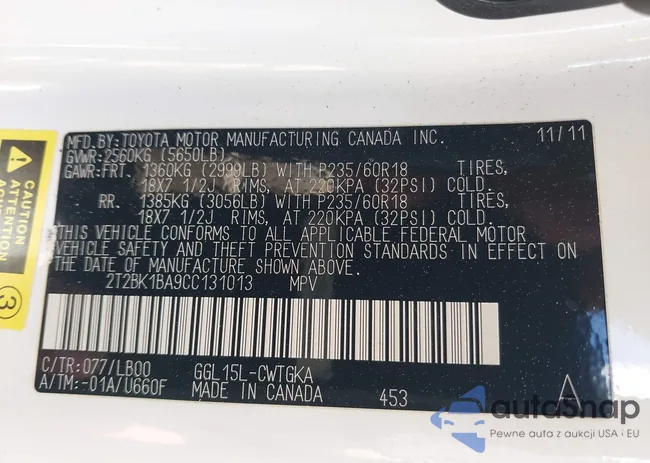 MFD. BY: TOYOTA MOTOR MANUFACTURING CANADA INC. 11/11
GVWR: 2560KG (5650LB)
GAWR: FRT. 1360KG (2999LB) WITH P235/60R18 TIRES,
18X7 1/2J RIMS, AT 220KPA (32PSI) COLD.
RR. 1385KG (3056LB) WITH P235/60R18 TIRES,
18X7 1/2J RIMS, AT 220KPA (32PSI) COLD.
THIS VEHICLE CONFORMS TO ALL APPLICABLE FEDERAL MOTOR
VEHICLE SAFETY AND THEFT PREVENTION STANDARDS IN EFFECT ON
THE DATE OF MANUFACTURE SHOWN ABOVE.
2T2BK1BA9CC131013 MPV
C/TR: 077/LB00 GGL15L-CWTGKA
A/TM: -01A/U660F MADE IN CANADA 453
CAUTION
ATTENTION
3
autoSnap
Pewne auta z aukcji USA i EU